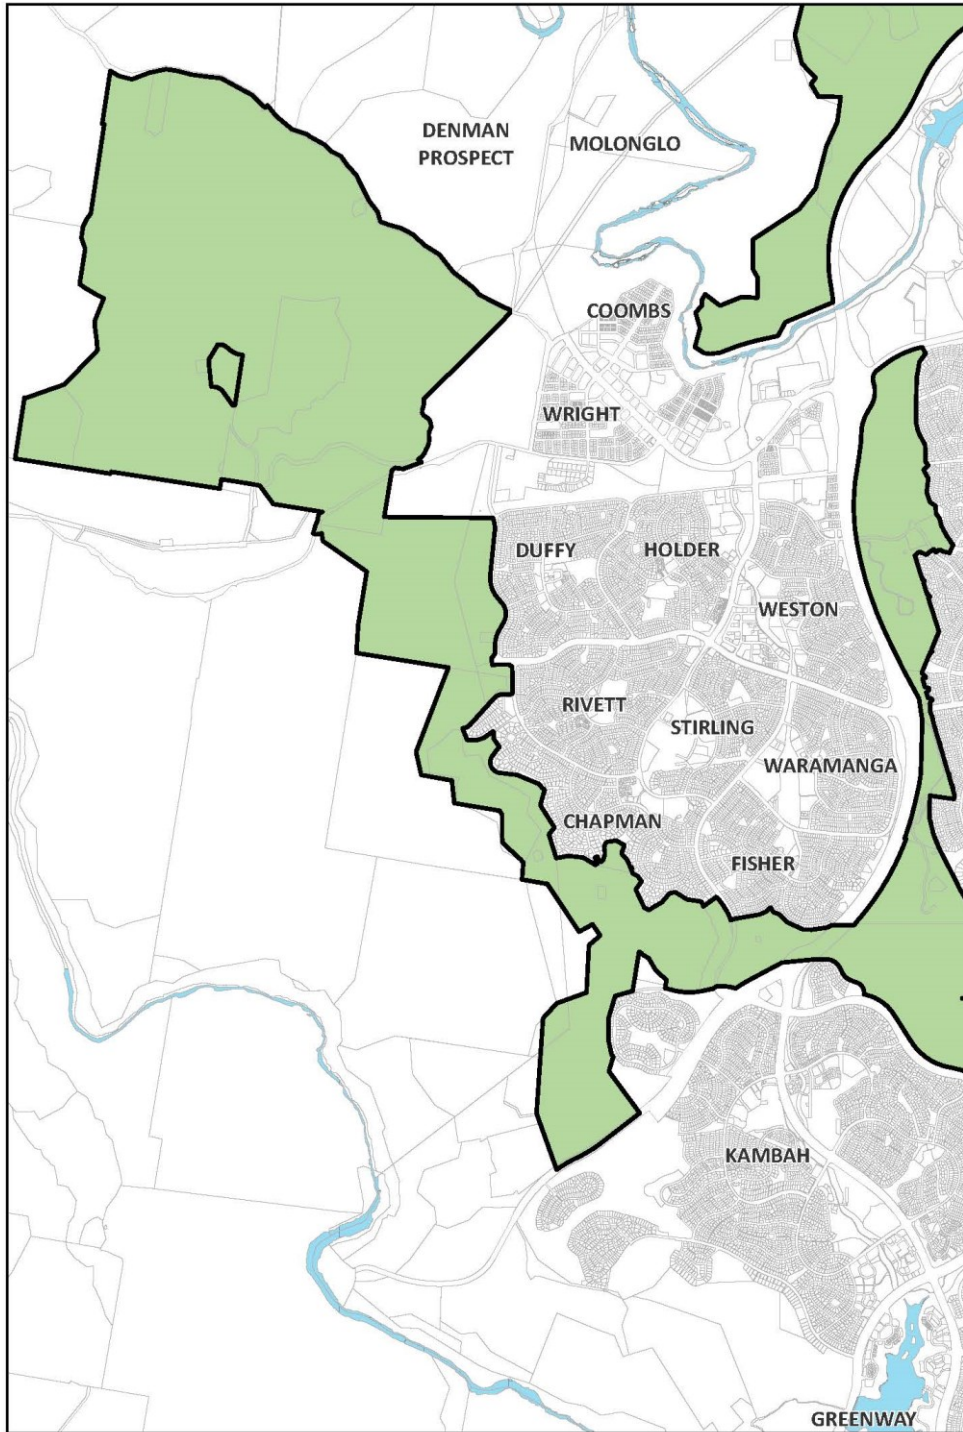 DENMAN
PROSPECT
MOLONGLO
COOMBS
WRIGHT
DUFFY
HOLDER
WESTON
RIVETT
STIRLING
WARAMANGA
CHAPMAN
FISHER
KAMBAH
GREENWAY